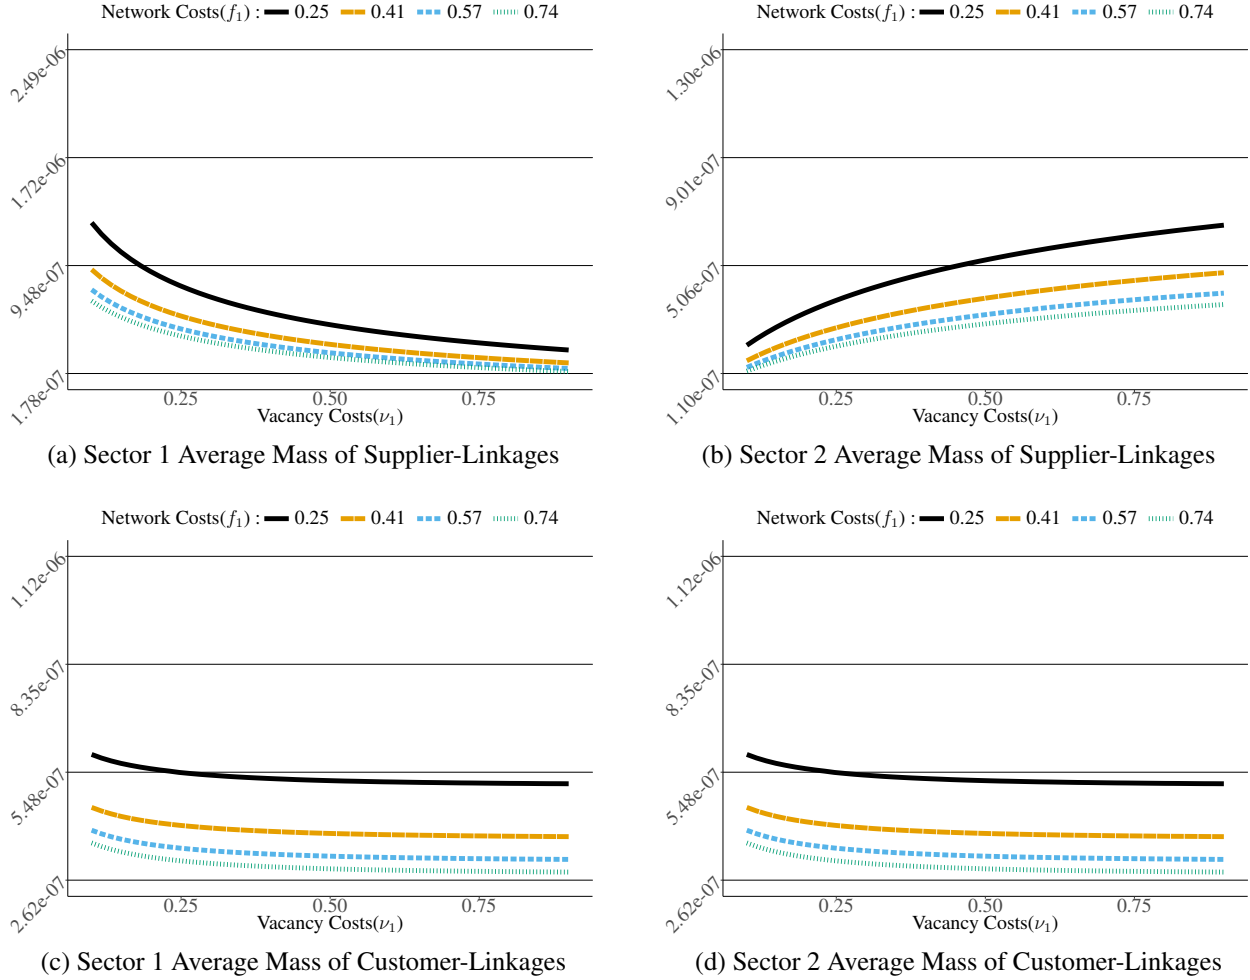 Network Costs(f₁) : 0.25 0.41 0.57 0.74
2.49e-06
1.72e-06
9.48e-07
1.78e-07
0.25 0.50 0.75
Vacancy Costs(ν₁)
(a) Sector 1 Average Mass of Supplier-Linkages
Network Costs(f₁) : 0.25 0.41 0.57 0.74
1.30e-06
9.01e-07
5.06e-07
1.10e-07
0.25 0.50 0.75
Vacancy Costs(ν₁)
(b) Sector 2 Average Mass of Supplier-Linkages
Network Costs(f₁) : 0.25 0.41 0.57 0.74
1.12e-06
8.35e-07
5.48e-07
2.62e-07
0.25 0.50 0.75
Vacancy Costs(ν₁)
(c) Sector 1 Average Mass of Customer-Linkages
Network Costs(f₁) : 0.25 0.41 0.57 0.74
1.12e-06
8.35e-07
5.48e-07
2.62e-07
0.25 0.50 0.75
Vacancy Costs(ν₁)
(d) Sector 2 Average Mass of Customer-Linkages